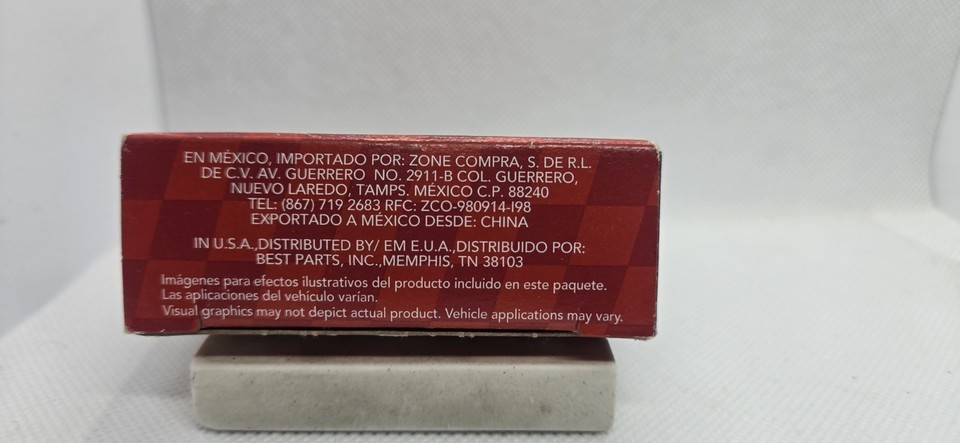 EN MÉXICO, IMPORTADO POR: ZONE COMPRA, S. DE R.L.
DE C.V. AV. GUERRERO NO. 2911-B COL. GUERRERO,
NUEVO LAREDO, TAMPS. MÉXICO C.P. 88240
TEL: (867) 719 2683 RFC: ZCO-980914-I98
EXPORTADO A MÉXICO DESDE: CHINA
IN U.S.A.,DISTRIBUTED BY/ EM E.U.A.,DISTRIBUIDO POR:
BEST PARTS, INC.,MEMPHIS, TN 38103
Imágenes para efectos ilustrativos del producto incluido en este paquete.
Las aplicaciones del vehículo varían.
Visual graphics may not depict actual product. Vehicle applications may vary.